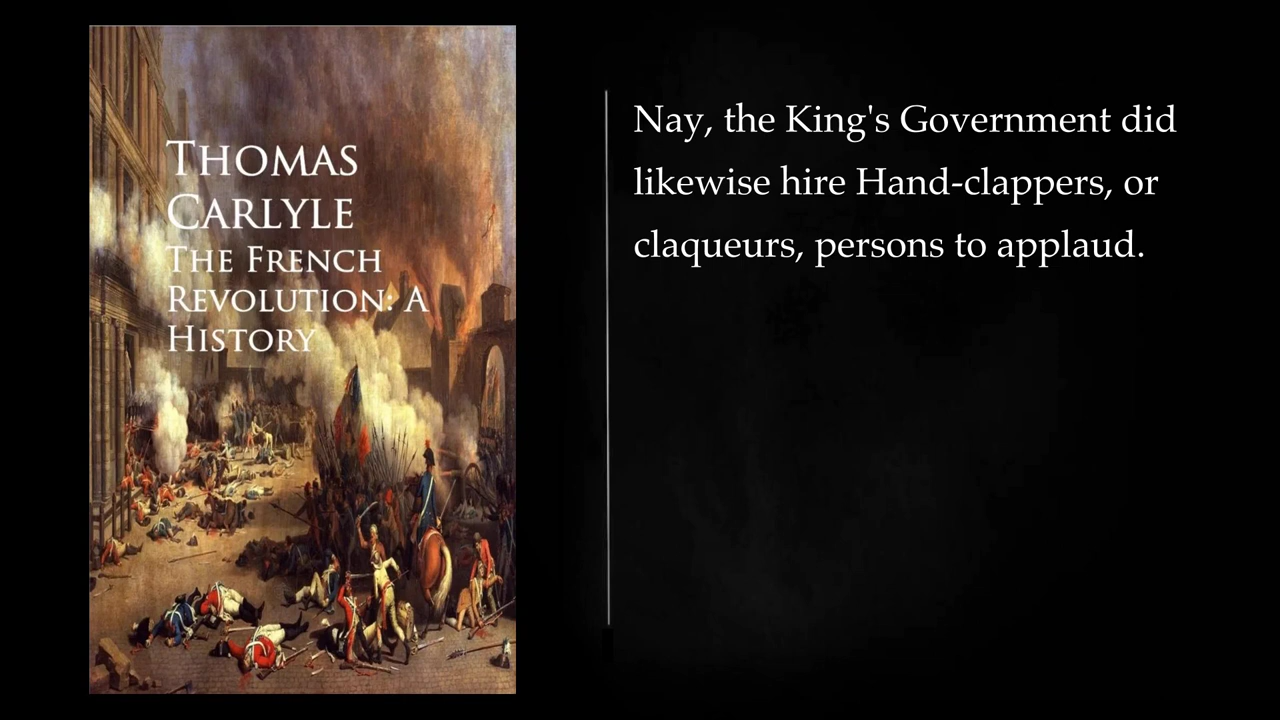 THOMAS
CARLYLE
THE FRENCH
REVOLUTION: A
HISTORY
Nay, the King's Government did
likewise hire Hand-clappers, or
claqueurs, persons to applaud.